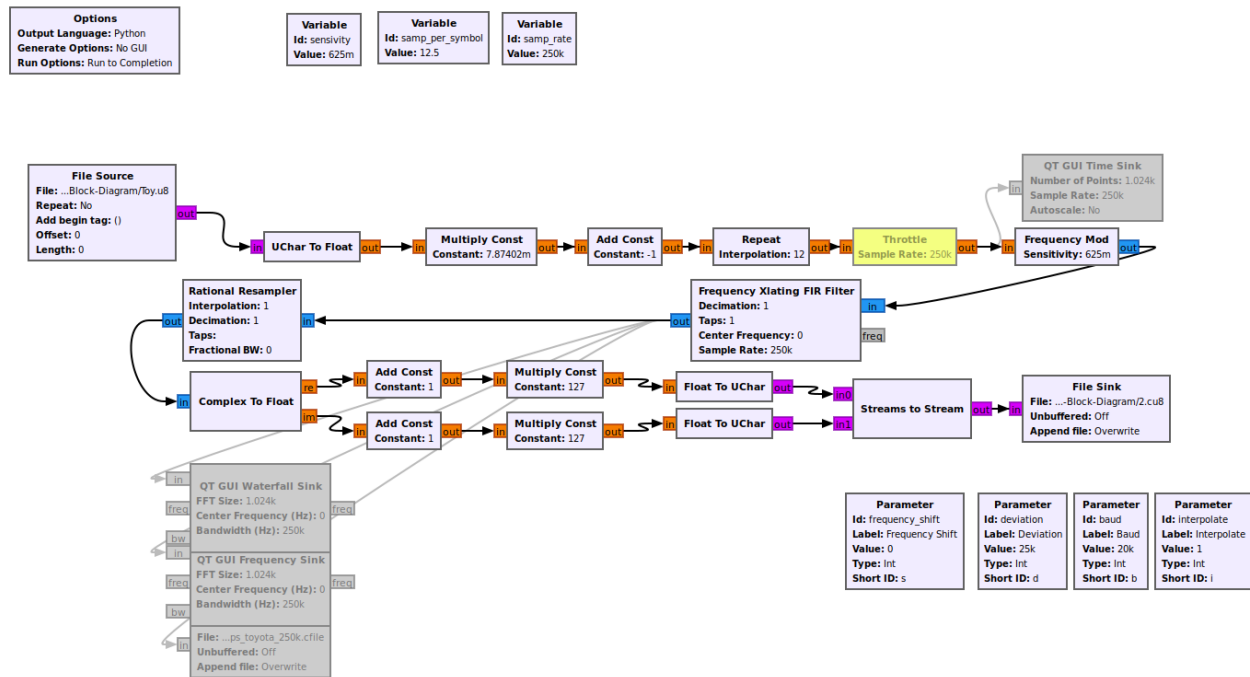 Options
Output Language: Python
Generate Options: No GUI
Run Options: Run to Completion
Variable
Id: sensivity
Value: 625m
Variable
Id: samp_per_symbol
Value: 12.5
Variable
Id: samp_rate
Value: 250k
File Source
File: ...Block-Diagram/Toy.u8
Repeat: No
Add begin tag: ()
Offset: 0
Length: 0
out
in
UChar To Float
out
in
Multiply Const
Constant: 7.87402m
out
in
Add Const
Constant: -1
out
in
Repeat
Interpolation: 12
out
in
Throttle
Sample Rate: 250k
out
in
QT GUI Time Sink
Number of Points: 1.024k
Sample Rate: 250k
Autoscale: No
in
Frequency Mod
Sensitivity: 625m
out
out
Rational Resampler
Interpolation: 1
Decimation: 1
Taps:
Fractional BW: 0
in
out
Frequency Xlating FIR Filter
Decimation: 1
Taps: 1
Center Frequency: 0
Sample Rate: 250k
in
freq
in
Complex To Float
re
im
in
Add Const
Constant: 1
out
in
Multiply Const
Constant: 127
out
in
Float To UChar
out
in
Add Const
Constant: 1
out
in
Multiply Const
Constant: 127
out
in
Float To UChar
out
in0
in1
Streams to Stream
out
in
File Sink
File: ...-Block-Diagram/2.cu8
Unbuffered: Off
Append file: Overwrite
in
freq
bw
QT GUI Waterfall Sink
FFT Size: 1.024k
Center Frequency (Hz): 0
Bandwidth (Hz): 250k
freq
in
freq
bw
QT GUI Frequency Sink
FFT Size: 1.024k
Center Frequency (Hz): 0
Bandwidth (Hz): 250k
freq
in
File: ...ps_toyota_250k.cfile
Unbuffered: Off
Append file: Overwrite
Parameter
Id: frequency_shift
Label: Frequency Shift
Value: 0
Type: Int
Short ID: s
Parameter
Id: deviation
Label: Deviation
Value: 25k
Type: Int
Short ID: d
Parameter
Id: baud
Label: Baud
Value: 20k
Type: Int
Short ID: b
Parameter
Id: interpolate
Label: Interpolate
Value: 1
Type: Int
Short ID: i